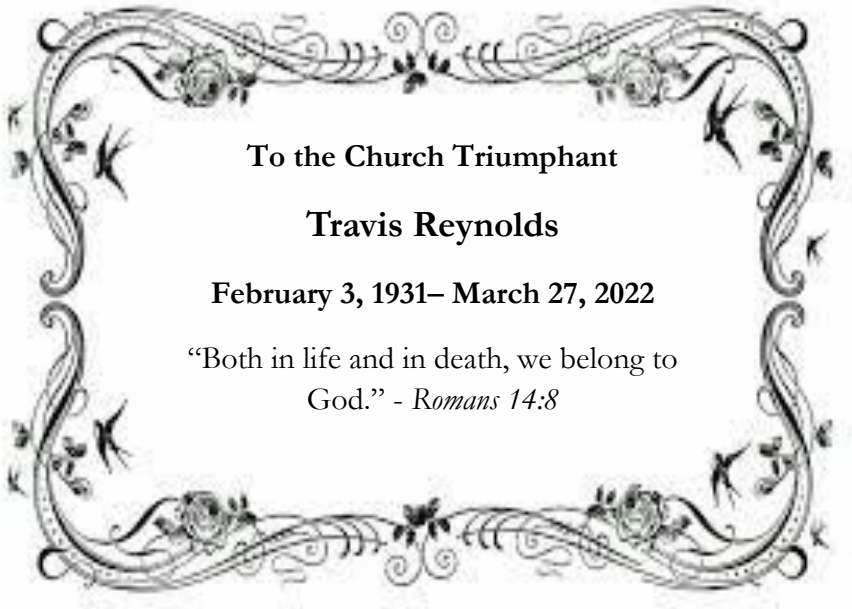 To the Church Triumphant
Travis Reynolds
February 3, 1931– March 27, 2022
“Both in life and in death, we belong to
God.” - Romans 14:8